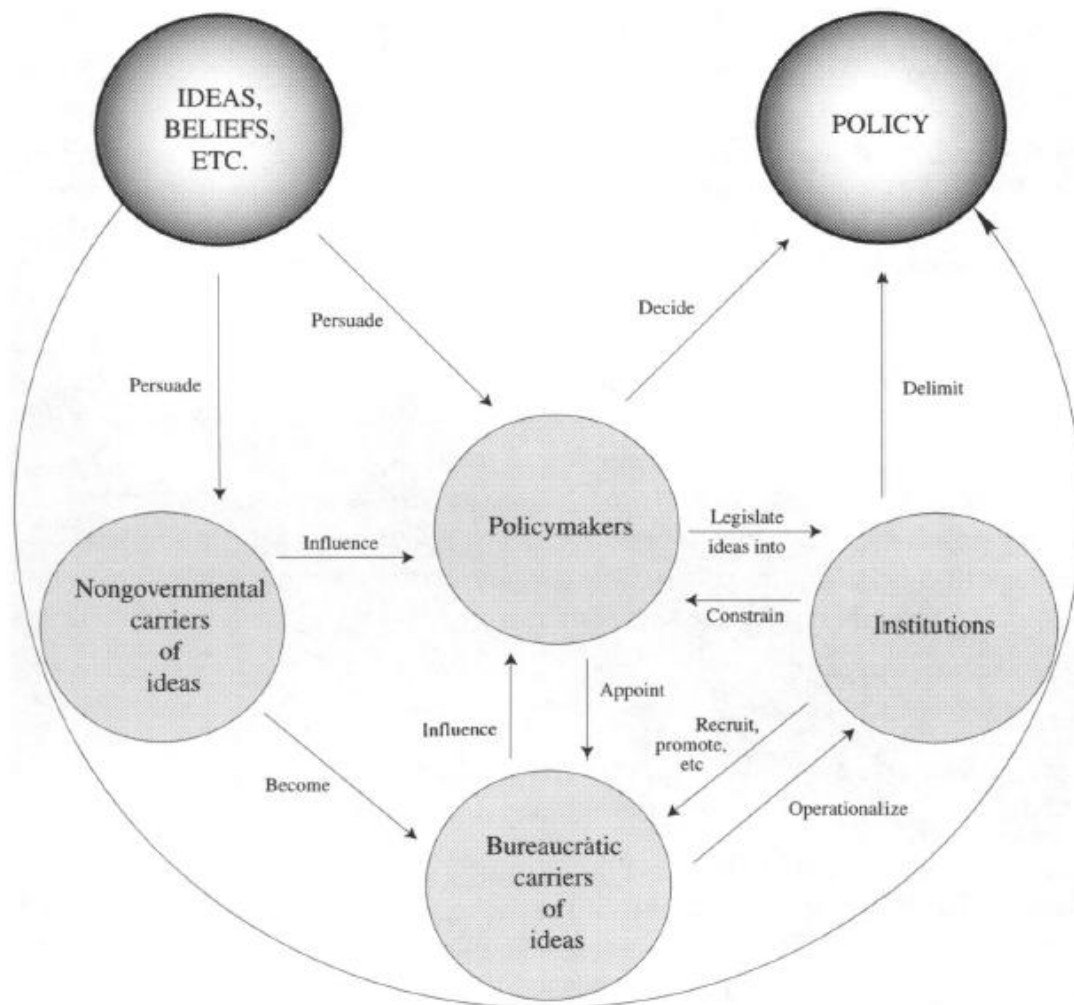 IDEAS,
BELIEFS,
ETC.
POLICY
Persuade
Decide
Persuade
Delimit
Policymakers
Legislate
ideas into
Influence
Nongovernmental
carriers
of
ideas
Constrain
Institutions
Appoint
Influence
Recruit,
promote,
etc
Become
Operationalize
Bureaucràtic
carriers
of
ideas